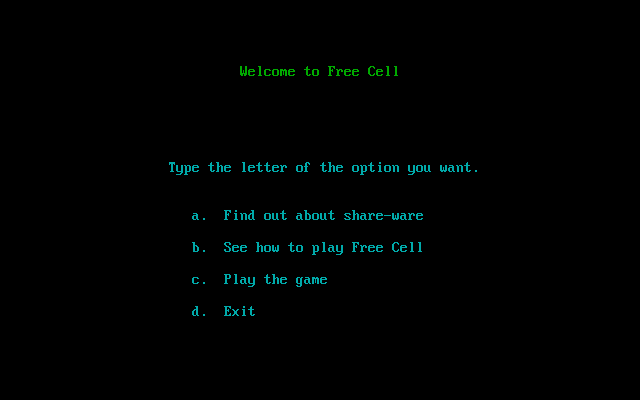 Welcome to Free Cell
Type the letter of the option you want.
a. Find out about share-ware
b. See how to play Free Cell
c. Play the game
d. Exit